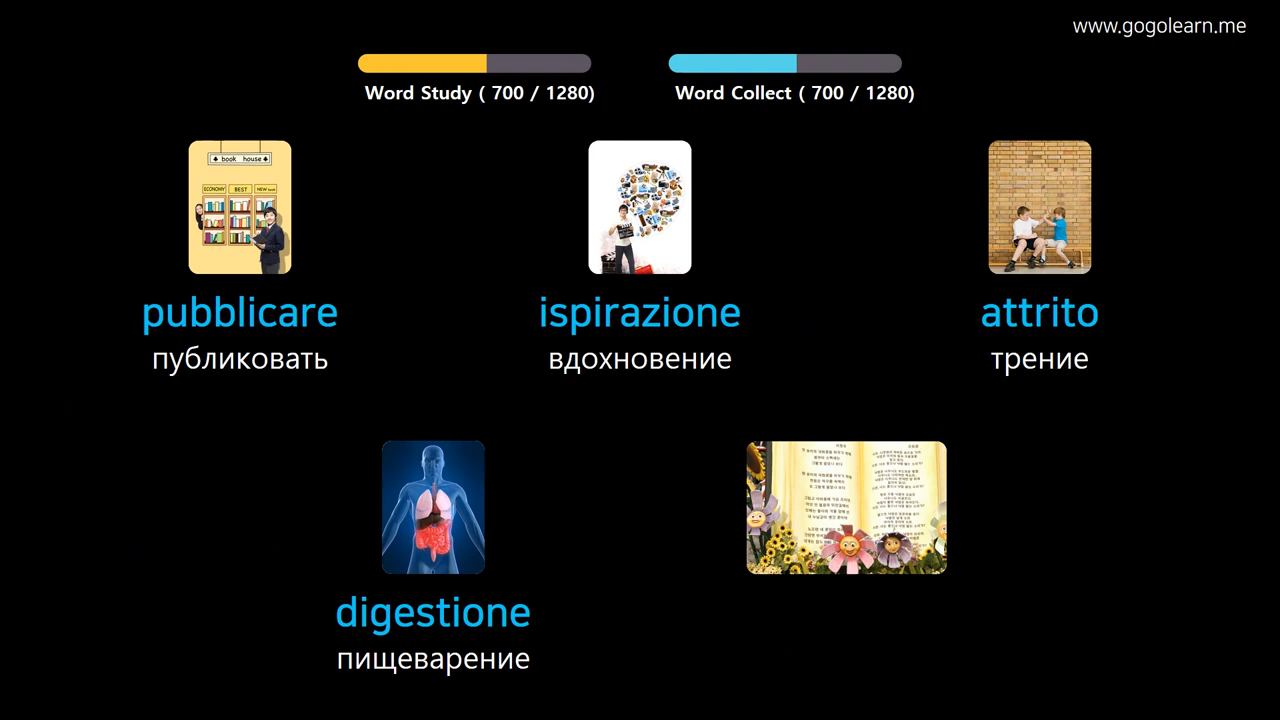 www.gogolearn.me
Word Study ( 700 / 1280)
Word Collect ( 700 / 1280)
book house
ECONOMY
BEST
NEW book
pubblicare
публиковать
ispirazione
вдохновение
attrito
трение
digestione
пищеварение